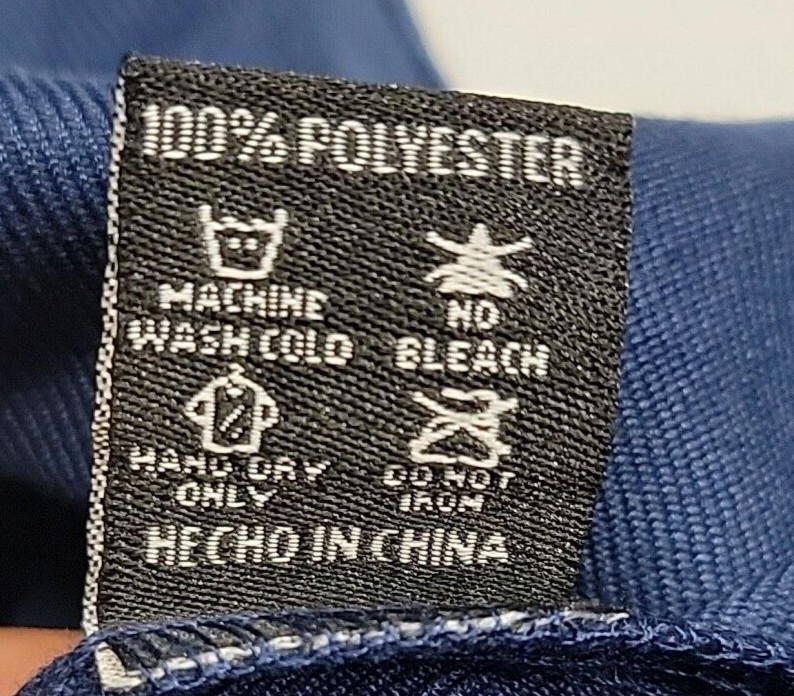 100% POLYESTER
MACHINE
WASH COLD
NO
BLEACH
HANG DRY
ONLY
DO NOT
IRON
HECHO IN CHINA